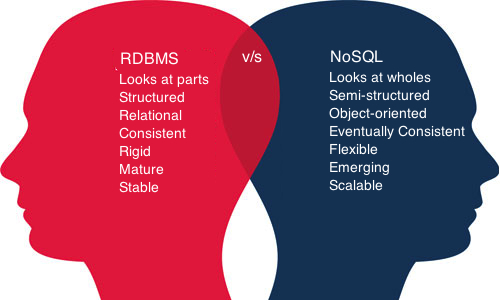 RDBMS v/s NoSQL
Looks at parts
Structured
Relational
Consistent
Rigid
Mature
Stable
Looks at wholes
Semi-structured
Object-oriented
Eventually Consistent
Flexible
Emerging
Scalable